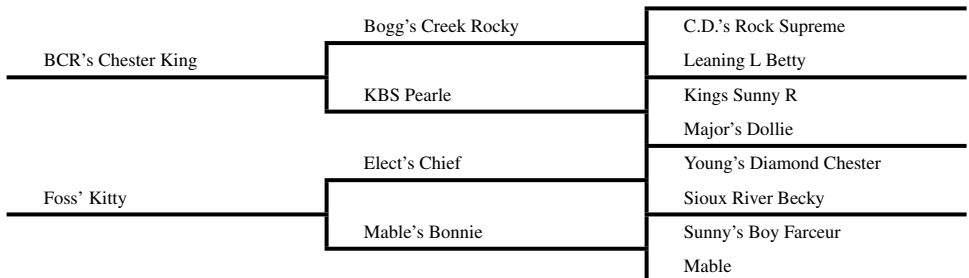 Bogg's Creek Rocky
C.D.'s Rock Supreme
BCR's Chester King
Leaning L Betty
KBS Pearle
Kings Sunny R
Major's Dollie
Elect's Chief
Young's Diamond Chester
Foss' Kitty
Sioux River Becky
Mable's Bonnie
Sunny's Boy Farceur
Mable